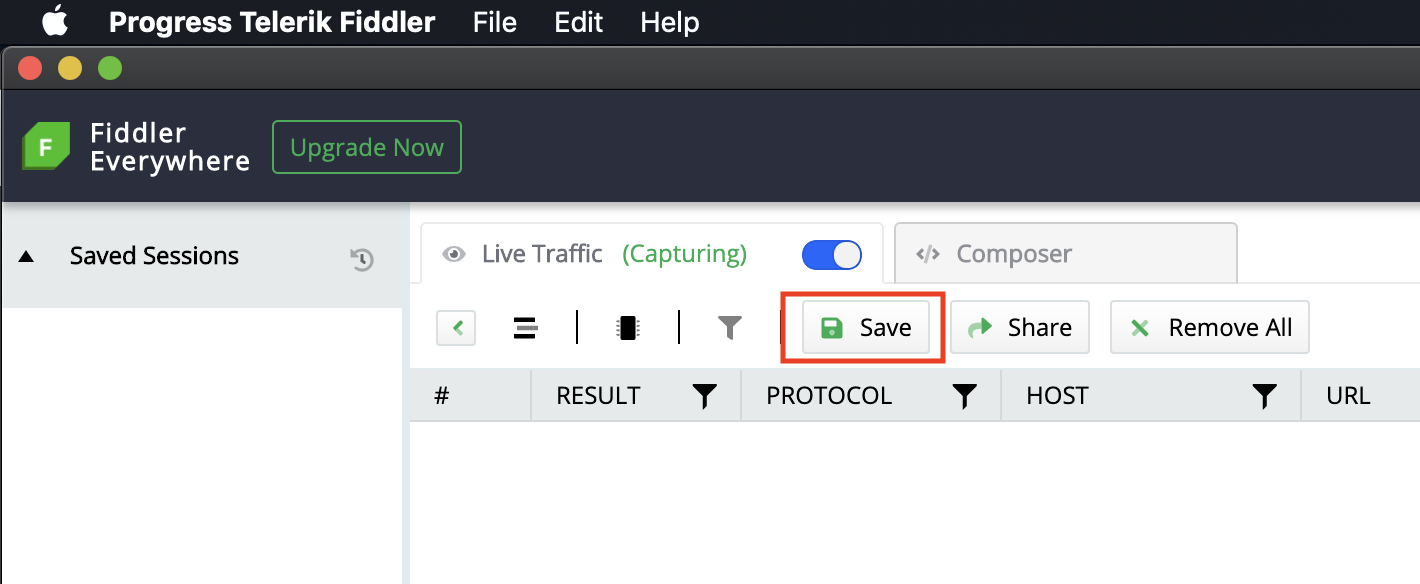 Progress Telerik Fiddler File Edit Help
F
Fiddler
Everywhere
Upgrade Now
Saved Sessions
Live Traffic (Capturing)
Composer
Save
Share
Remove All
# RESULT PROTOCOL HOST URL